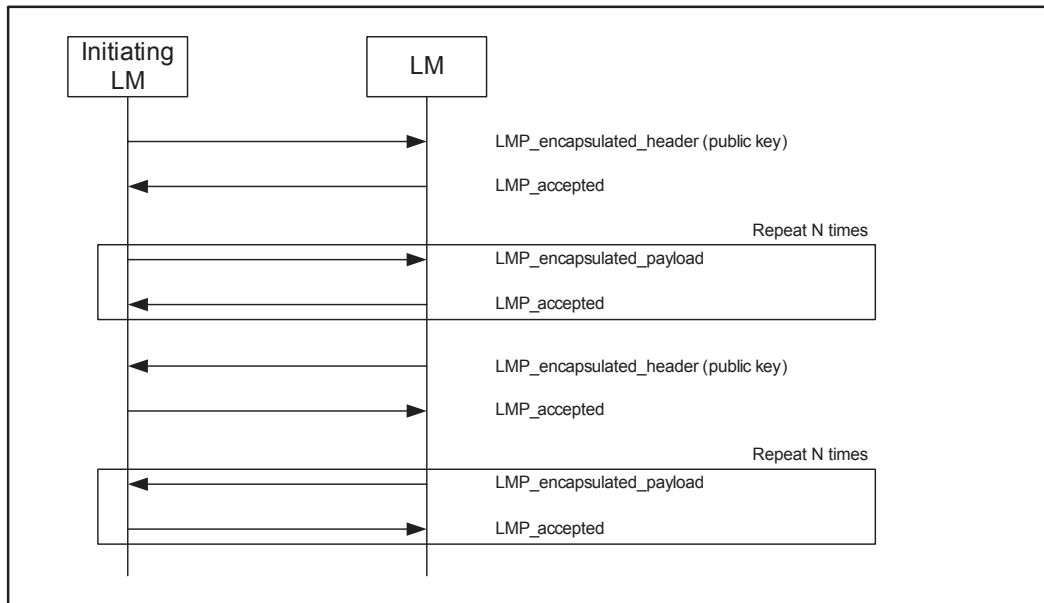 Initiating
LM
LM
LMP_encapsulated_header (public key)
LMP_accepted
Repeat N times
LMP_encapsulated_payload
LMP_accepted
LMP_encapsulated_header (public key)
LMP_accepted
Repeat N times
LMP_encapsulated_payload
LMP_accepted